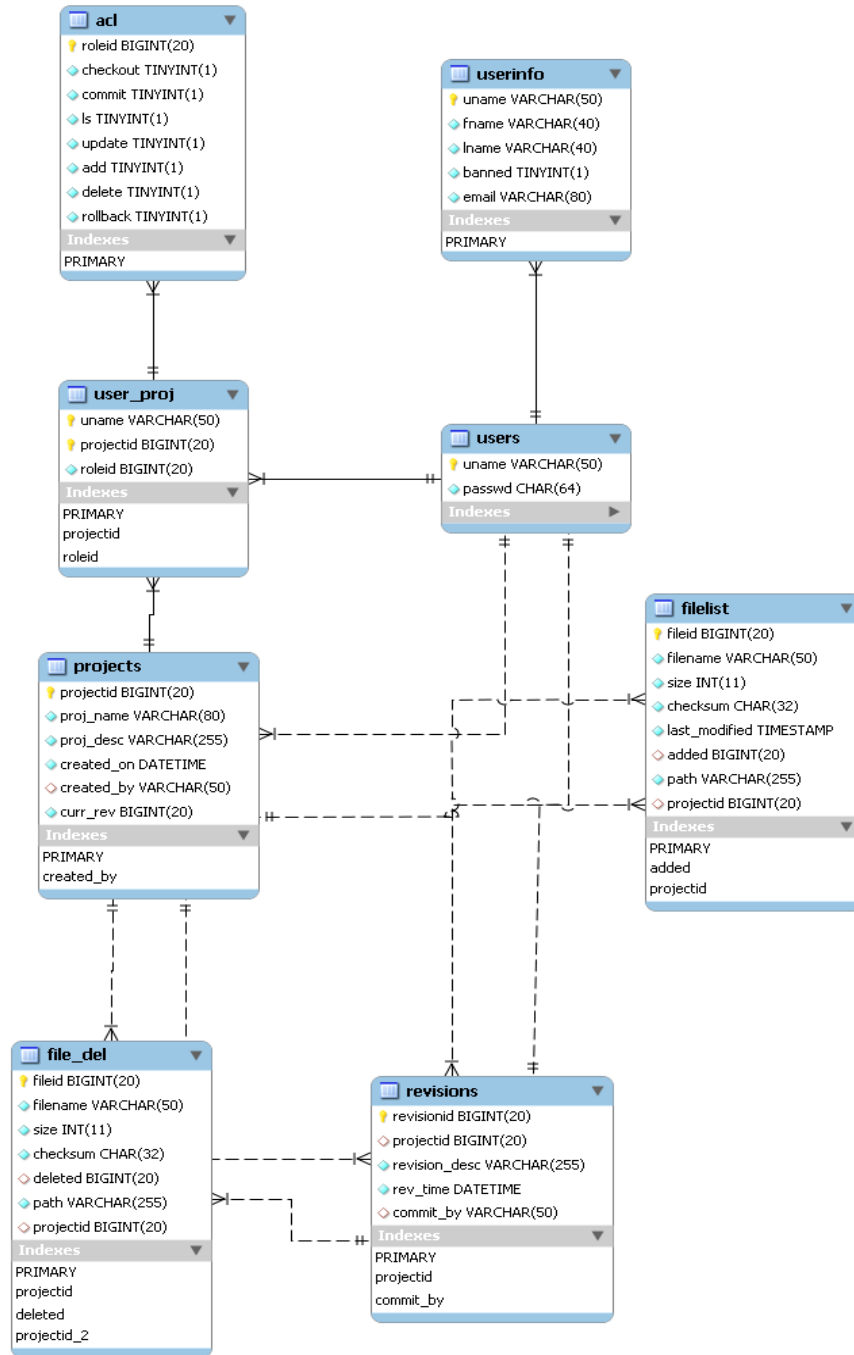 acl
roleid BIGINT(20)
checkout TINYINT(1)
commit TINYINT(1)
ls TINYINT(1)
update TINYINT(1)
add TINYINT(1)
delete TINYINT(1)
rollback TINYINT(1)
Indexes
PRIMARY
userinfo
uname VARCHAR(50)
fname VARCHAR(40)
lname VARCHAR(40)
banned TINYINT(1)
email VARCHAR(80)
Indexes
PRIMARY
user_proj
uname VARCHAR(50)
projectid BIGINT(20)
roleid BIGINT(20)
Indexes
PRIMARY
projectid
roleid
users
uname VARCHAR(50)
passwd CHAR(64)
Indexes
filelist
fileid BIGINT(20)
filename VARCHAR(50)
size INT(11)
checksum CHAR(32)
last_modified TIMESTAMP
added BIGINT(20)
path VARCHAR(255)
projectid BIGINT(20)
Indexes
PRIMARY
added
projectid
projects
projectid BIGINT(20)
proj_name VARCHAR(80)
proj_desc VARCHAR(255)
created_on DATETIME
created_by VARCHAR(50)
curr_rev BIGINT(20)
Indexes
PRIMARY
created_by
file_del
fileid BIGINT(20)
filename VARCHAR(50)
size INT(11)
checksum CHAR(32)
deleted BIGINT(20)
path VARCHAR(255)
projectid BIGINT(20)
Indexes
PRIMARY
projectid
deleted
projectid_2
revisions
revisionid BIGINT(20)
projectid BIGINT(20)
revision_desc VARCHAR(255)
rev_time DATETIME
commit_by VARCHAR(50)
Indexes
PRIMARY
projectid
commit_by